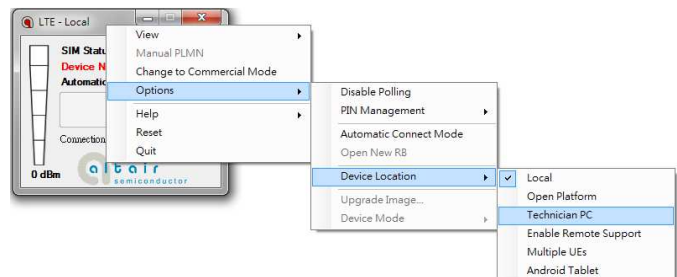 LTE - Local
SIM Statu
Device N
Automatic
Connection
0 dBm
altair
semiconductor
View
Manual PLMN
Change to Commercial Mode
Options
Help
Reset
Quit
Disable Polling
PIN Management
Automatic Connect Mode
Open New RB
Device Location
Upgrade Image...
Device Mode
Local
Open Platform
Technician PC
Enable Remote Support
Multiple UEs
Android Tablet